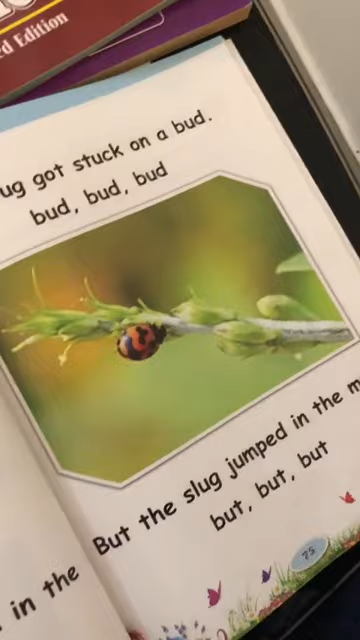 d Edition
ug got stuck on a bud.
bud, bud, bud
But the slug jumped in the m
but, but, but
75
. in the